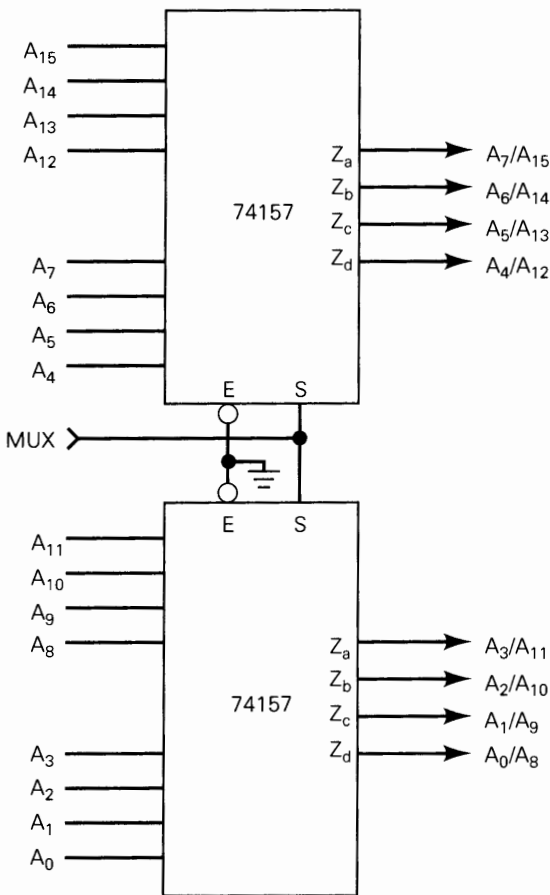 A15
A14
A13
A12
Za A7/A15
Zb A6/A14
74157
Zc A5/A13
Zd A4/A12
A7
A6
A5
A4
E S
MUX
E S
A11
A10
A9
A8
Za A3/A11
Zb A2/A10
74157
Zc A1/A9
Zd A0/A8
A3
A2
A1
A0